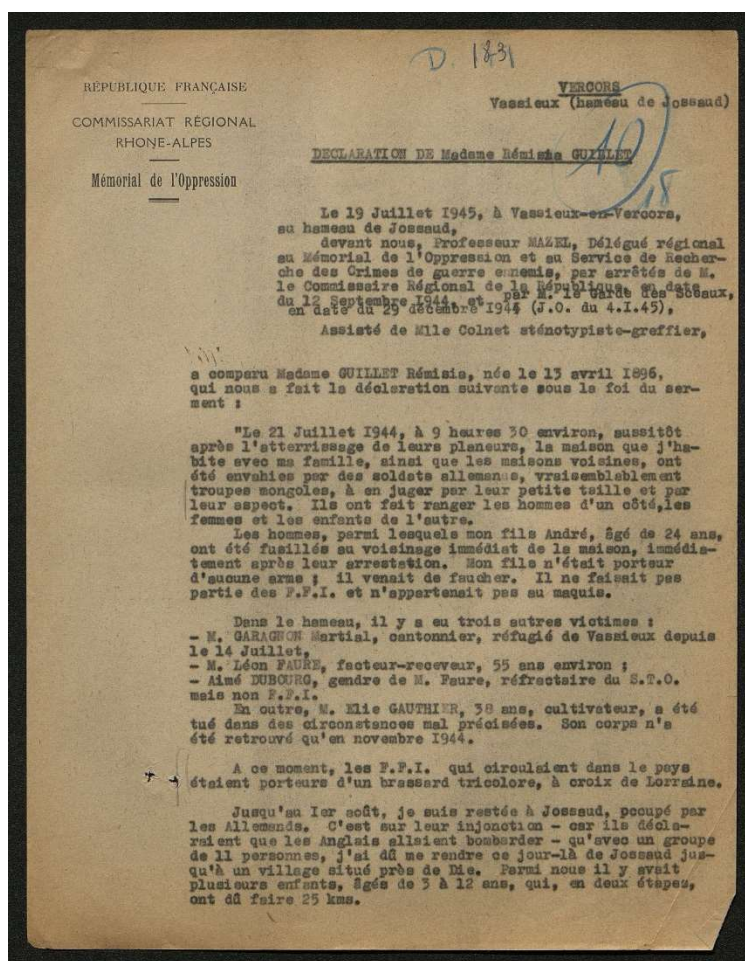 D. 1831
RÉPUBLIQUE FRANÇAISE
COMMISSARIAT RÉGIONAL
RHONE-ALPES
Mémorial de l'Oppression
VERCORS
Vassieux (hameau de Jossaud)
10
18
DECLARATION DE Madame Rémisia GUILLET
Le 19 Juillet 1945, à Vassieux-en-Vercors,
au hameau de Jossaud,
devant nous, Professeur MAZEL, Délégué régional
au Mémorial de l'Oppression et au Service de Recher-
che des Crimes de guerre ennemis, par arrêtés de M.
le Commissaire Régional de la République, en date
du 12 Septembre 1944, et par M. le Garde des Sceaux,
en date du 29 décembre 1944 (J.O. du 4.I.45),
Assisté de Mlle Colnet sténotypiste-greffier,
a comparu Madame GUILLET Rémisia, née le 13 avril 1896,
qui nous a fait la déclaration suivante sous la foi du ser-
ment :
"Le 21 Juillet 1944, à 9 heures 30 environ, aussitôt
après l'atterrissage de leurs planeurs, la maison que j'ha-
bite avec ma famille, ainsi que les maisons voisines, ont
été envahies par des soldats allemands, vraisemblablement
troupes mongoles, à en juger par leur petite taille et par
leur aspect. Ils ont fait ranger les hommes d'un côté,les
femmes et les enfants de l'autre.
Les hommes, parmi lesquels mon fils André, âgé de 24 ans,
ont été fusillés au voisinage immédiat de la maison, immédia-
tement après leur arrestation. Mon fils n'était porteur
d'aucune arme ; il venait de faucher. Il ne faisait pas
partie des F.F.I. et n'appartenait pas au maquis.
Dans le hameau, il y a eu trois autres victimes :
- M. GARAGNON Martial, cantonnier, réfugié de Vassieux depuis
le 14 Juillet,
- M. Léon FAURE, facteur-receveur, 55 ans environ ;
- Aimé DUBOURG, gendre de M. Faure, réfractaire du S.T.O.
mais non F.F.I.
En outre, M. Elie GAUTHIER, 38 ans, cultivateur, a été
tué dans des circonstances mal précisées. Son corps n'a
été retrouvé qu'en novembre 1944.
A ce moment, les F.F.I. qui circulaient dans le pays
étaient porteurs d'un brassard tricolore, à croix de Lorraine.
Jusqu'au Ier août, je suis restée à Jossaud, pccupé par
les Allemands. C'est sur leur injonction - car ils décla-
raient que les Anglais allaient bombarder - qu'avec un groupe
de 11 personnes, j'ai dû me rendre ce jour-là de Jossaud jus-
qu'à un village situé près de Die. Parmi nous il y avait
plusieurs enfants, âgés de 3 à 12 ans, qui, en deux étapes,
ont dû faire 25 kms.